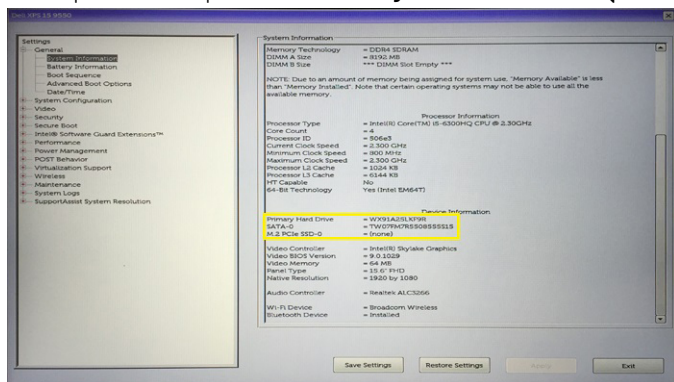 Dell XPS 15 9550
Settings
General
System Information
Battery Information
Boot Sequence
Advanced Boot Options
Date/Time
System Configuration
Video
Security
Secure Boot
Intel® Software Guard Extensions™
Performance
Power Management
POST Behavior
Virtualization Support
Wireless
Maintenance
System Logs
SupportAssist System Resolution
System Information
Memory Technology = DDR4 SDRAM
DIMM A Size = 8192 MB
DIMM B Size *** DIMM Slot Empty ***
NOTE: Due to an amount of memory being assigned for system use, "Memory Available" is less
than "Memory Installed". Note that certain operating systems may not be able to use all the
available memory.
Processor Information
Processor Type = Intel(R) Core(TM) i5-6300HQ CPU @ 2.30GHz
Core Count = 4
Processor ID = 506e3
Current Clock Speed = 2.300 GHz
Minimum Clock Speed = 800 MHz
Maximum Clock Speed = 2.300 GHz
Processor L2 Cache = 1024 KB
Processor L3 Cache = 6144 KB
HT Capable No
64-Bit Technology Yes (Intel EM64T)
Device Information
Primary Hard Drive = WX91A25LKP9R
SATA-0
M.2 PCIe SSD-0 = (none)
Video Controller = Intel(R) Skylake Graphics
Video BIOS Version = 9.0.1029
Video Memory = 64 MB
Panel Type = 15.6" FHD
Native Resolution = 1920 by 1080
Audio Controller = Realtek ALC3266
Wi-Fi Device = Broadcom Wireless
Bluetooth Device = Installed
Save Settings
Restore Settings
Apply
Exit